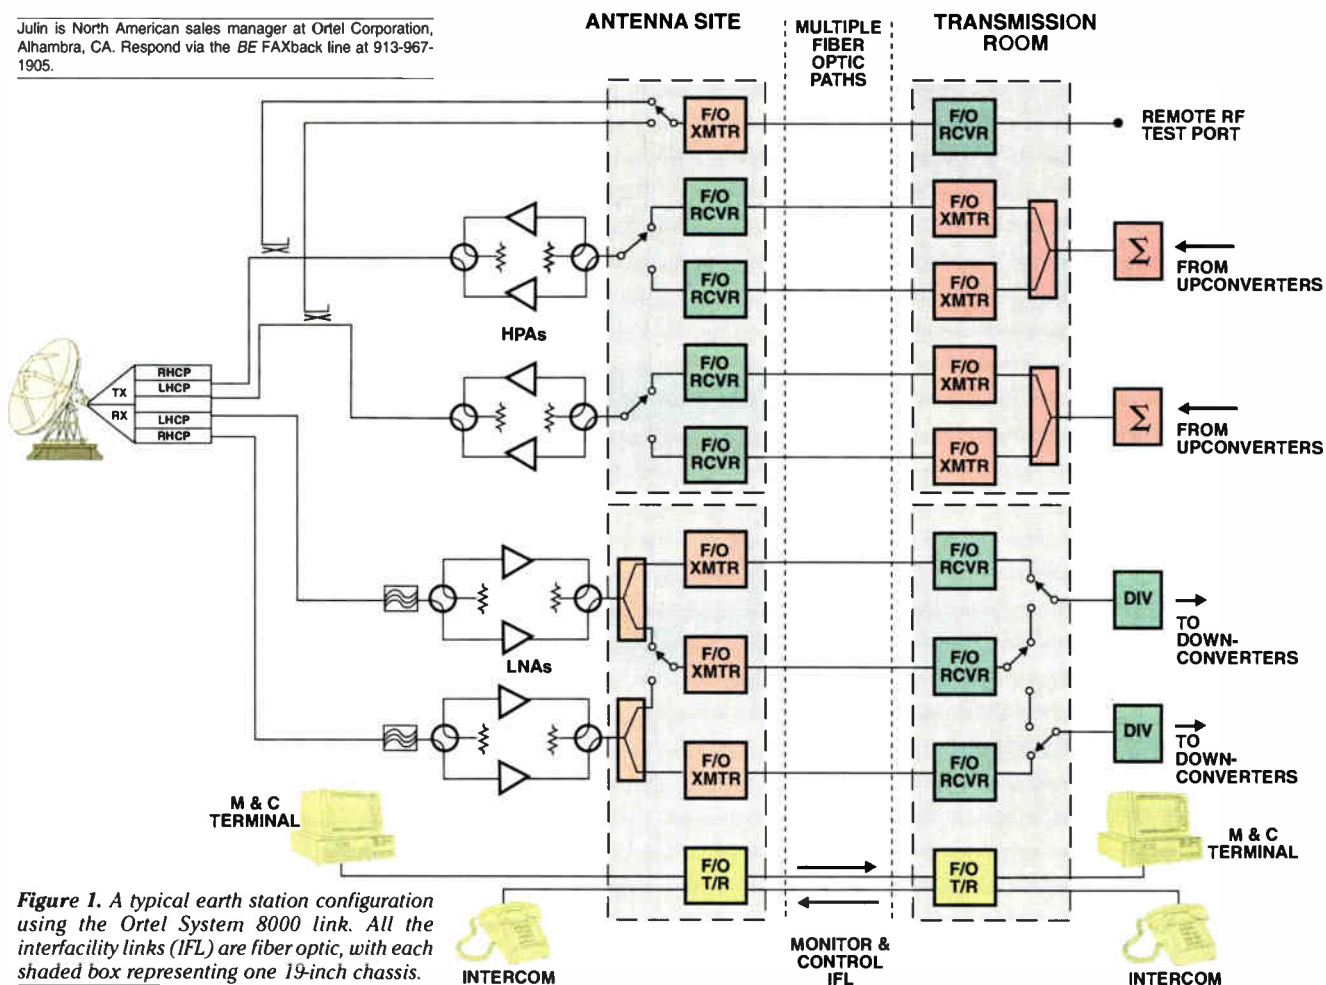 Julin is North American sales manager at Ortel Corporation,
Alhambra, CA. Respond via the BE FAXback line at 913-967-
1905.
ANTENNA SITE
MULTIPLE
FIBER
OPTIC
PATHS
TRANSMISSION
ROOM
F/O
XMTR
F/O
RCVR
REMOTE RF
TEST PORT
F/O
RCVR
F/O
XMTR
Σ
FROM
UPCONVERTERS
F/O
RCVR
F/O
XMTR
HPAs
F/O
RCVR
F/O
XMTR
Σ
FROM
UPCONVERTERS
F/O
RCVR
F/O
XMTR
TX
RX
RHCP
LHCP
LHCP
RHCP
F/O
XMTR
F/O
RCVR
DIV
TO
DOWN-
CONVERTERS
LNAs
F/O
XMTR
F/O
RCVR
F/O
XMTR
F/O
RCVR
DIV
TO
DOWN-
CONVERTERS
M & C
TERMINAL
F/O
T/R
F/O
T/R
M & C
TERMINAL
INTERCOM
MONITOR &
CONTROL
IFL
INTERCOM
Figure 1. A typical earth station configuration
using the Ortel System 8000 link. All the
interfacility links (IFL) are fiber optic, with each
shaded box representing one 19-inch chassis.